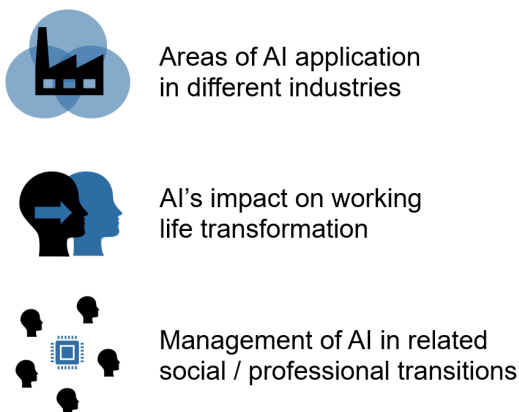 Areas of AI application
in different industries
AI’s impact on working
life transformation
Management of AI in related
social / professional transitions